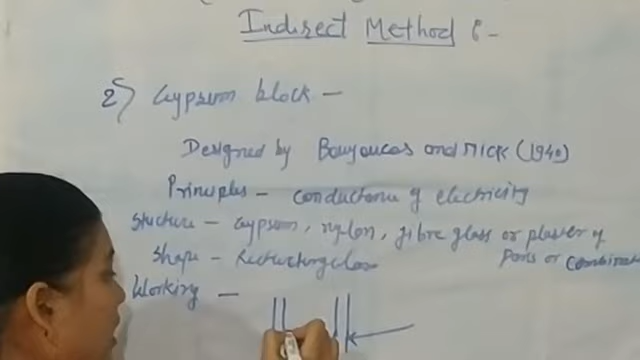 Indirect Method :-
2) Gypsum block -
Designed by Bouyoucos and MICK (1940)
Principles - conductance of electricity
Structure - Gypsum, nylon, fibre glass or plaster of
Paris or combination
Shape - Rectangular
Working -